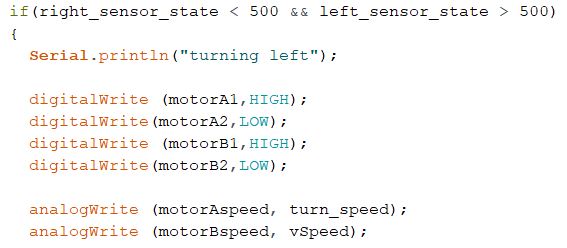 if(right_sensor_state < 500 && left_sensor_state > 500)
{
Serial.println("turning left");
digitalWrite (motorA1,HIGH);
digitalWrite(motorA2,LOW);
digitalWrite (motorB1,HIGH);
digitalWrite(motorB2,LOW);
analogWrite (motorAspeed, turn_speed);
analogWrite (motorBspeed, vSpeed);